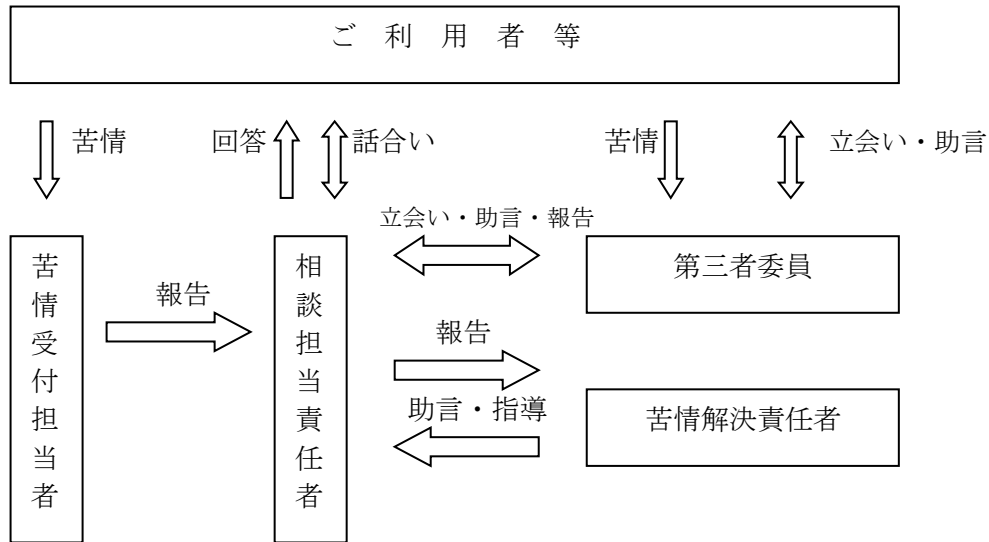 ご利用者等
苦情
回答
話合い
苦情
立会い・助言
立会い・助言・報告
苦情受付担当者
報告
相談担当責任者
第三者委員
報告
助言・指導
苦情解決責任者